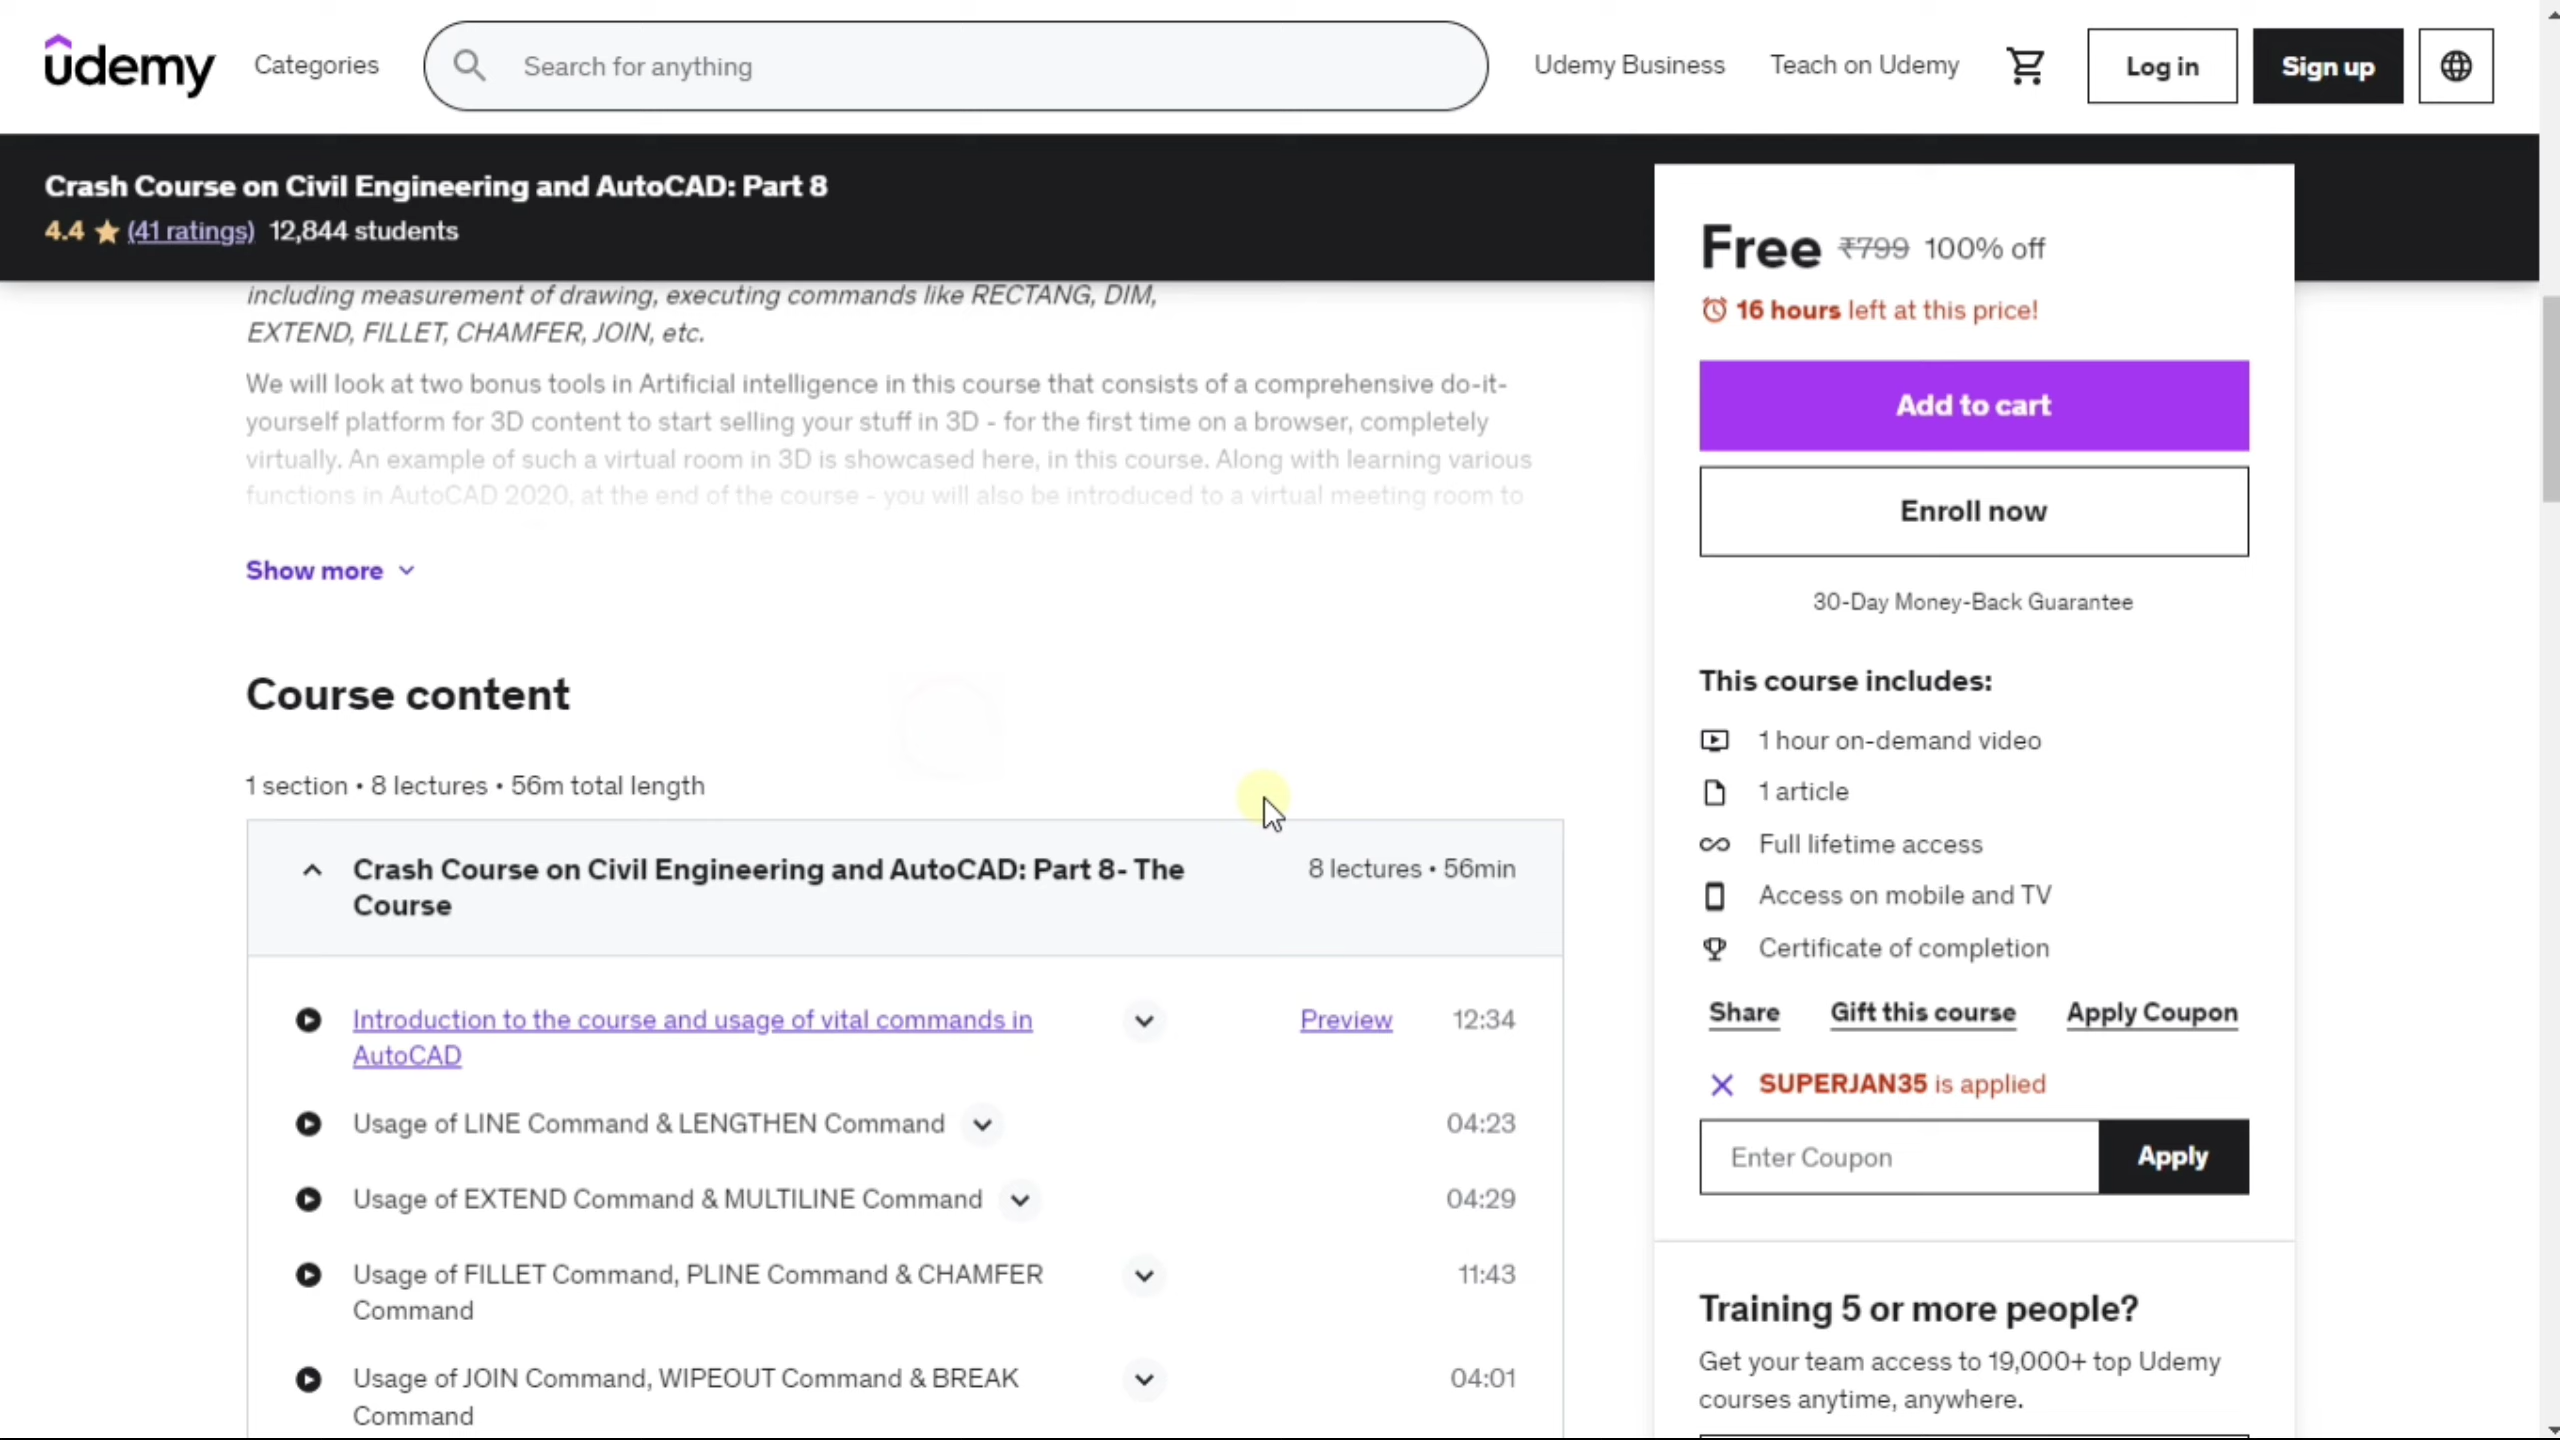 udemy
Categories
Search for anything
Udemy Business
Teach on Udemy
Log in
Sign up
Crash Course on Civil Engineering and AutoCAD: Part 8
4.4 ★ (41 ratings) 12,844 students
including measurement of drawing, executing commands like RECTANG, DIM,
EXTEND, FILLET, CHAMFER, JOIN, etc.
We will look at two bonus tools in Artificial intelligence in this course that consists of a comprehensive do-it-
yourself platform for 3D content to start selling your stuff in 3D - for the first time on a browser, completely
virtually. An example of such a virtual room in 3D is showcased here, in this course. Along with learning various
functions in AutoCAD 2020, at the end of the course - you will also be introduced to a virtual meeting room to
Show more
Course content
1 section • 8 lectures • 56m total length
Crash Course on Civil Engineering and AutoCAD: Part 8- The
Course
8 lectures • 56min
Introduction to the course and usage of vital commands in
AutoCAD
Preview
12:34
Usage of LINE Command & LENGTHEN Command
04:23
Usage of EXTEND Command & MULTILINE Command
04:29
Usage of FILLET Command, PLINE Command & CHAMFER
Command
11:43
Usage of JOIN Command, WIPEOUT Command & BREAK
Command
04:01
Free ₹799 100% off
16 hours left at this price!
Add to cart
Enroll now
30-Day Money-Back Guarantee
This course includes:
1 hour on-demand video
1 article
Full lifetime access
Access on mobile and TV
Certificate of completion
Share
Gift this course
Apply Coupon
SUPERJAN35 is applied
Enter Coupon
Apply
Training 5 or more people?
Get your team access to 19,000+ top Udemy
courses anytime, anywhere.